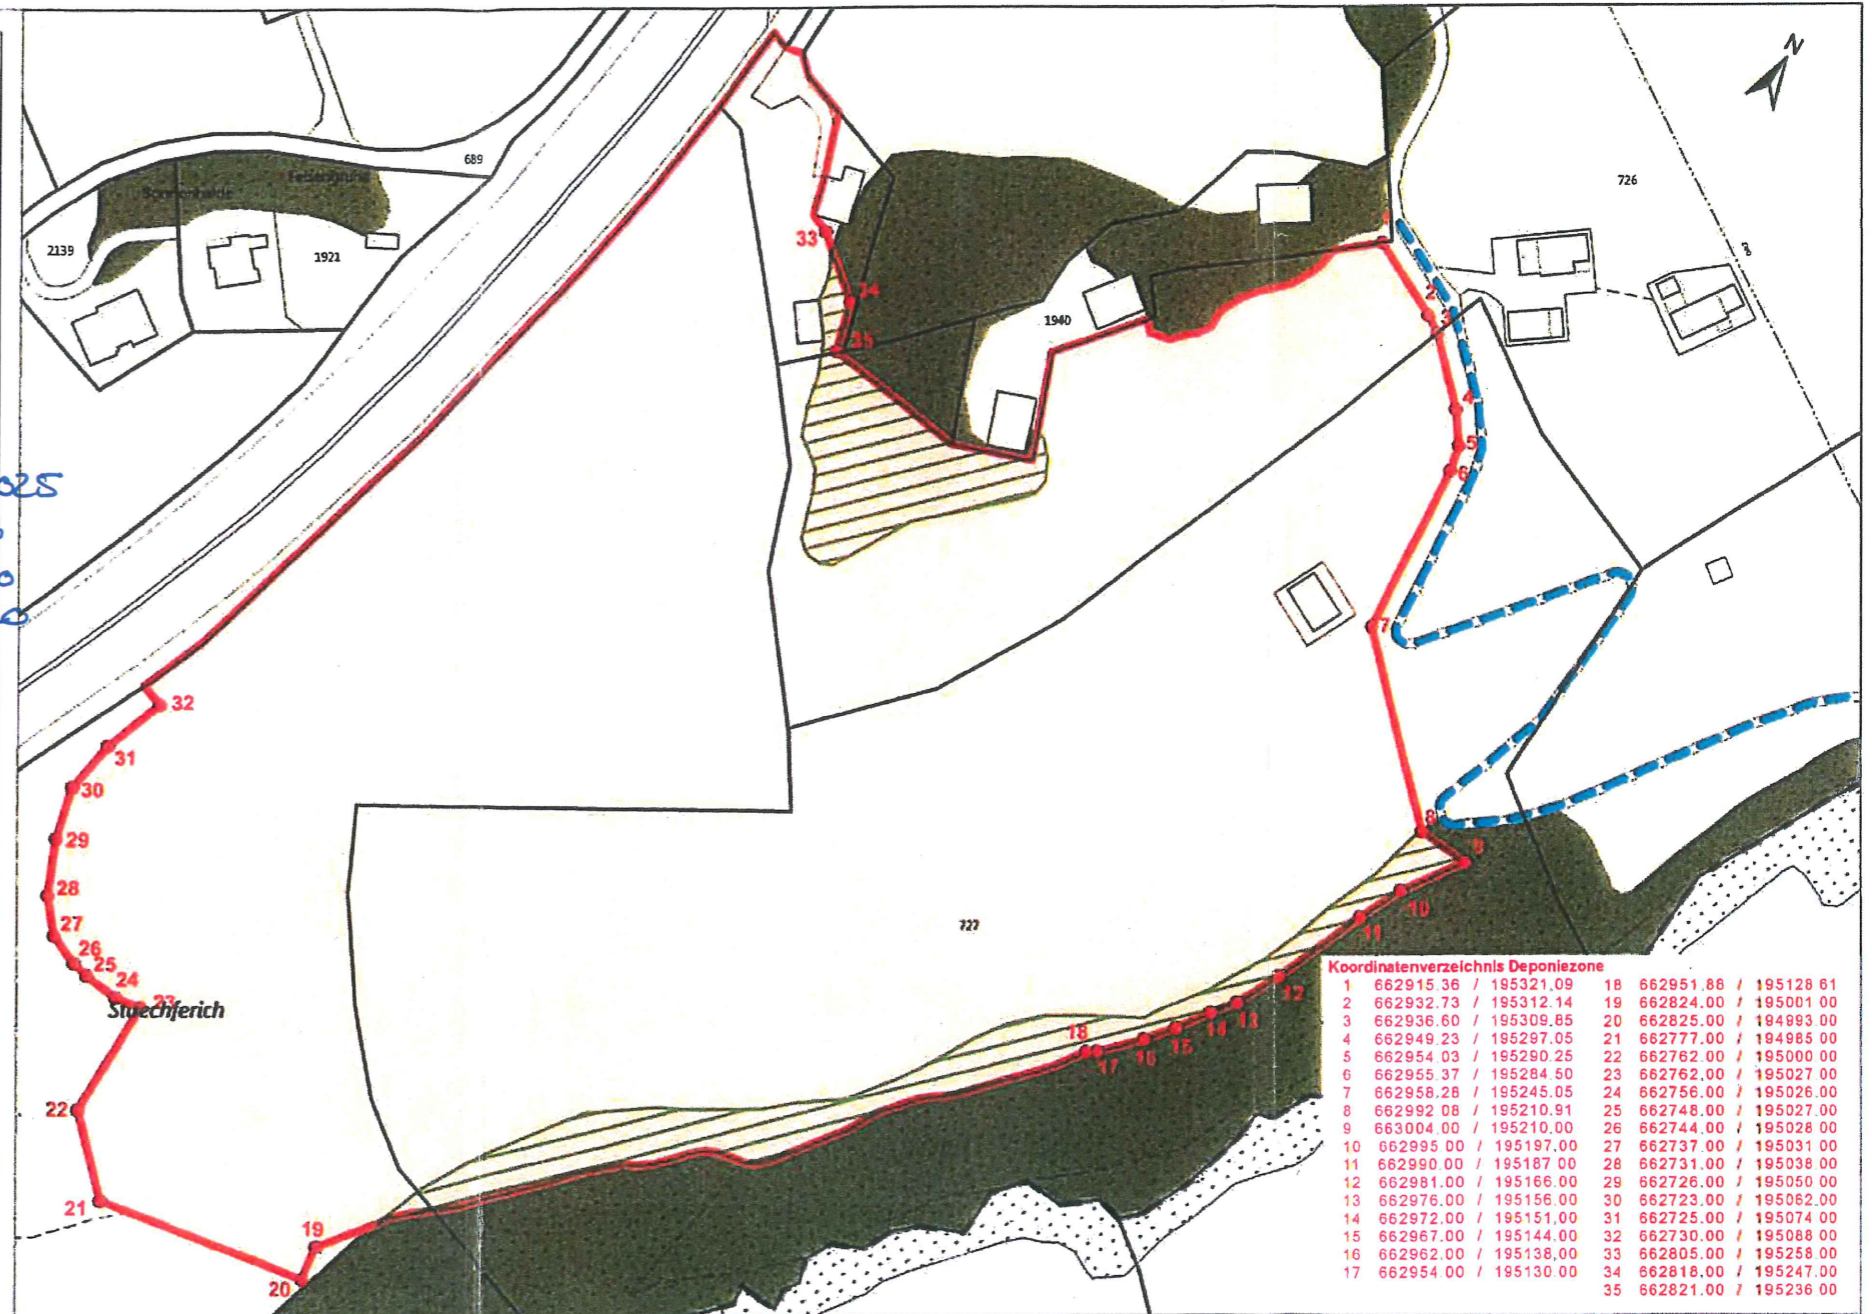 N
689
Sonnenhalde
Felsengrund
2139
1921
726
1940
727
Stuechferich
025
1
2
3
4
5
6
7
8
9
10
11
12
13
14
15
16
17
18
19
20
21
22
23
24
25
26
27
28
29
30
31
32
33
34
35
Koordinatenverzeichnis Deponiezone
1 662915.36 / 195321.09 18 662951.88 / 195128 61
2 662932.73 / 195312.14 19 662824.00 / 195001 00
3 662936.60 / 195309.85 20 662825.00 / 194993.00
4 662949.23 / 195297.05 21 662777.00 / 194985 00
5 662954 03 / 195290.25 22 662762.00 / 195000 00
6 662955.37 / 195284.50 23 662762.00 / 195027.00
7 662958.28 / 195245.05 24 662756.00 / 195026.00
8 662992 08 / 195210.91 25 662748.00 / 195027.00
9 663004.00 / 195210.00 26 662744.00 / 195028 00
10 662995 00 / 195197.00 27 662737.00 / 195031 00
11 662990.00 / 195187 00 28 662731.00 / 195038 00
12 662981.00 / 195166.00 29 662726.00 / 195050 00
13 662976.00 / 195156.00 30 662723.00 / 195062.00
14 662972.00 / 195151.00 31 662725.00 / 195074 00
15 662967.00 / 195144.00 32 662730.00 / 195088 00
16 662962.00 / 195138.00 33 662805.00 / 195258.00
17 662954 00 / 195130.00 34 662818.00 / 195247.00
35 662821.00 / 195236 00